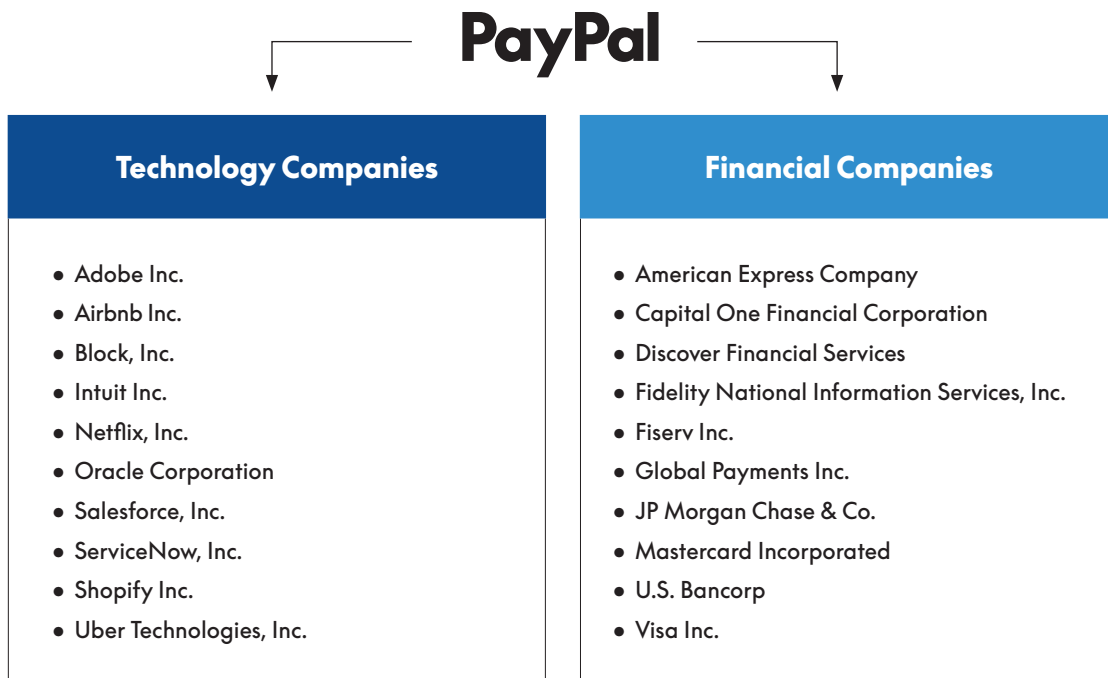 PayPal
Technology Companies
• Adobe Inc.
• Airbnb Inc.
• Block, Inc.
• Intuit Inc.
• Netflix, Inc.
• Oracle Corporation
• Salesforce, Inc.
• ServiceNow, Inc.
• Shopify Inc.
• Uber Technologies, Inc.
Financial Companies
• American Express Company
• Capital One Financial Corporation
• Discover Financial Services
• Fidelity National Information Services, Inc.
• Fiserv Inc.
• Global Payments Inc.
• JP Morgan Chase & Co.
• Mastercard Incorporated
• U.S. Bancorp
• Visa Inc.